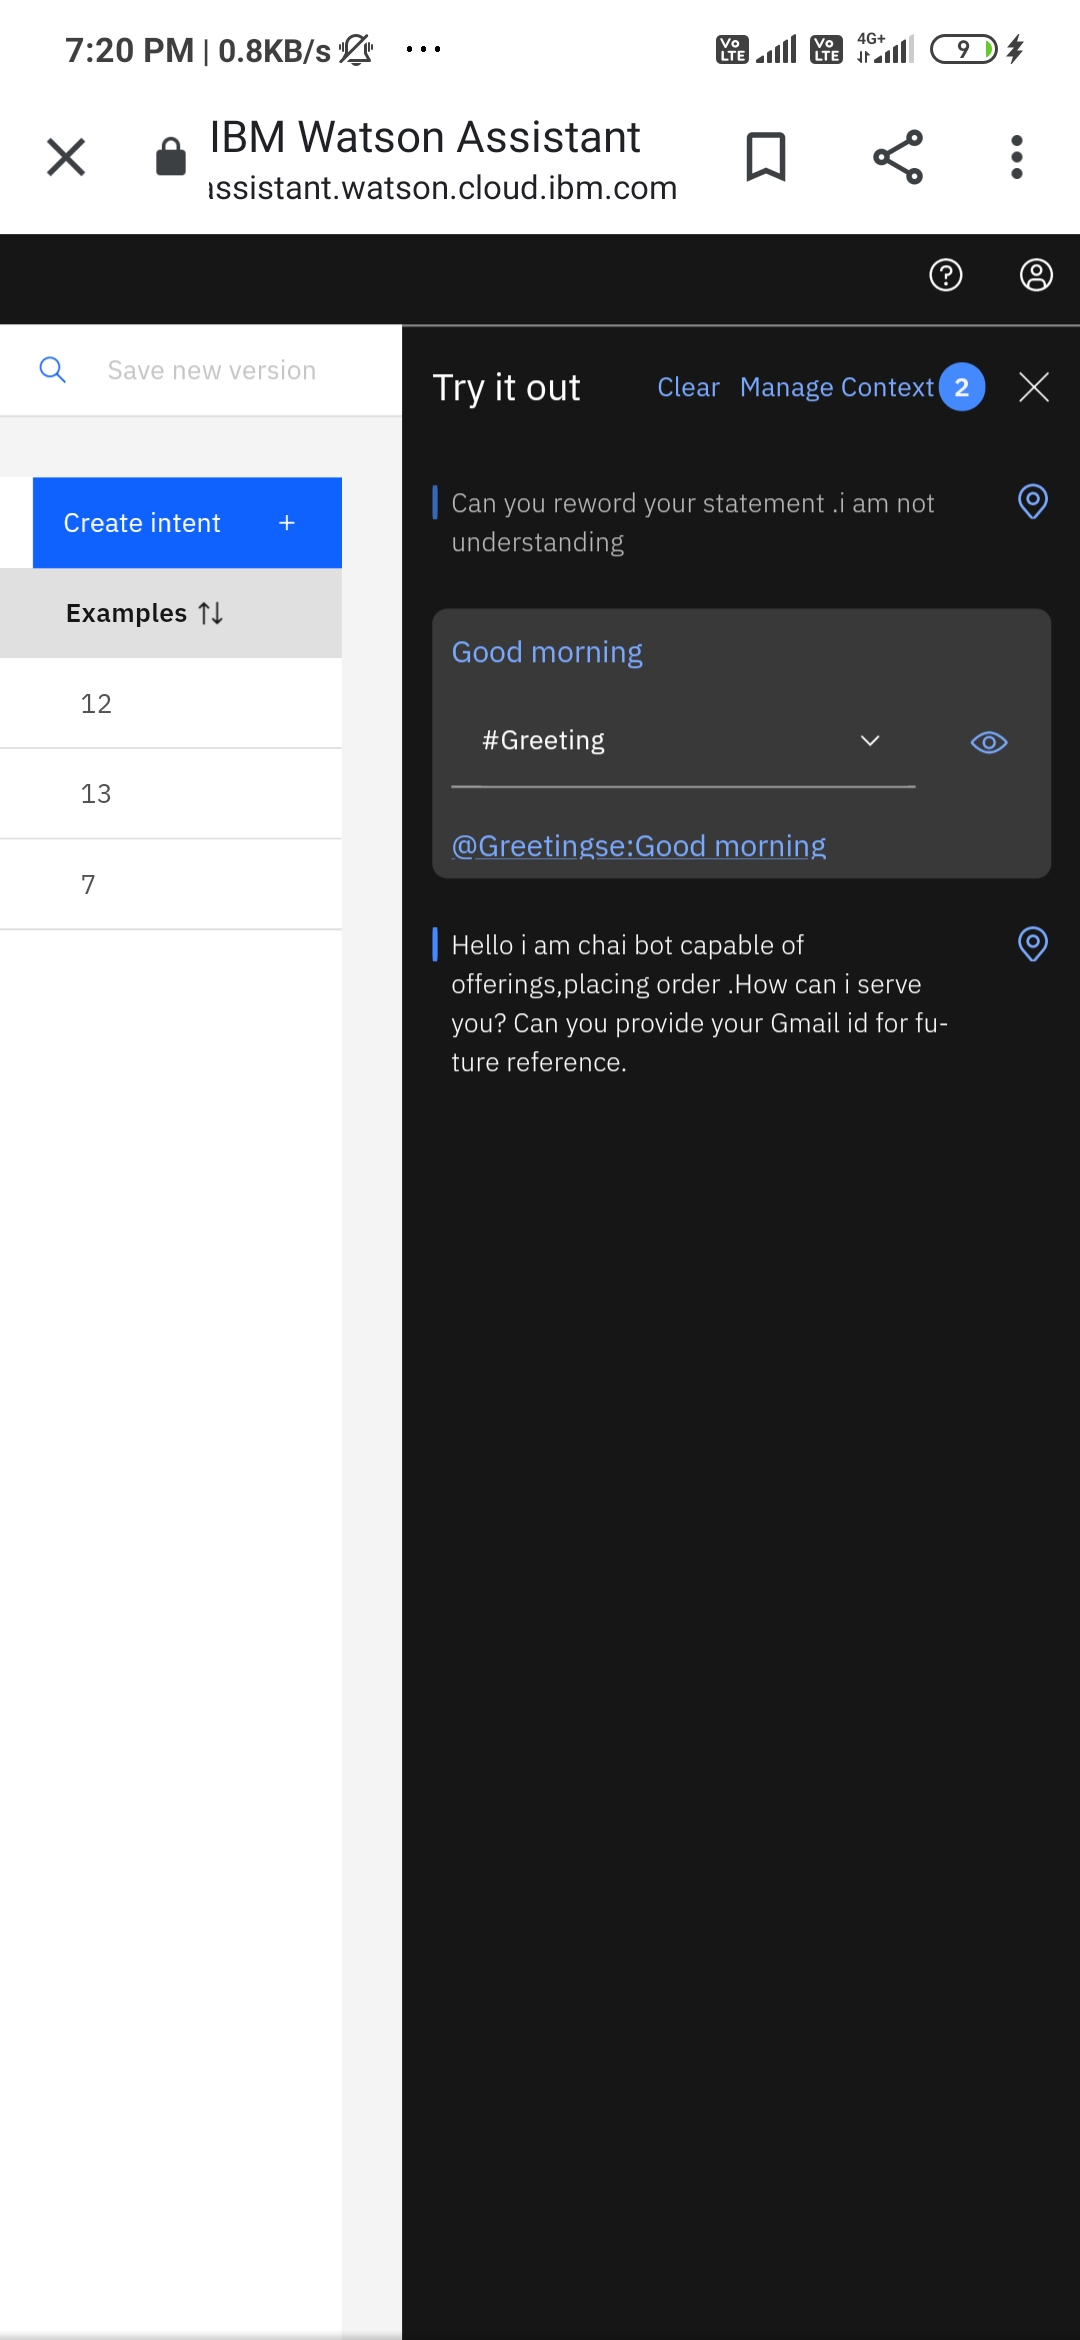 7:20 PM | 0.8KB/s ...
Vo LTE Vo LTE 4G+ 9
IBM Watson Assistant
assistant.watson.cloud.ibm.com
Save new version
Try it out Clear Manage Context 2
Can you reword your statement .i am not
understanding
Create intent +
Examples
12
13
7
Good morning
#Greeting
@Greetingse:Good morning
Hello i am chai bot capable of
offerings,placing order .How can i serve
you? Can you provide your Gmail id for fu-
ture reference.